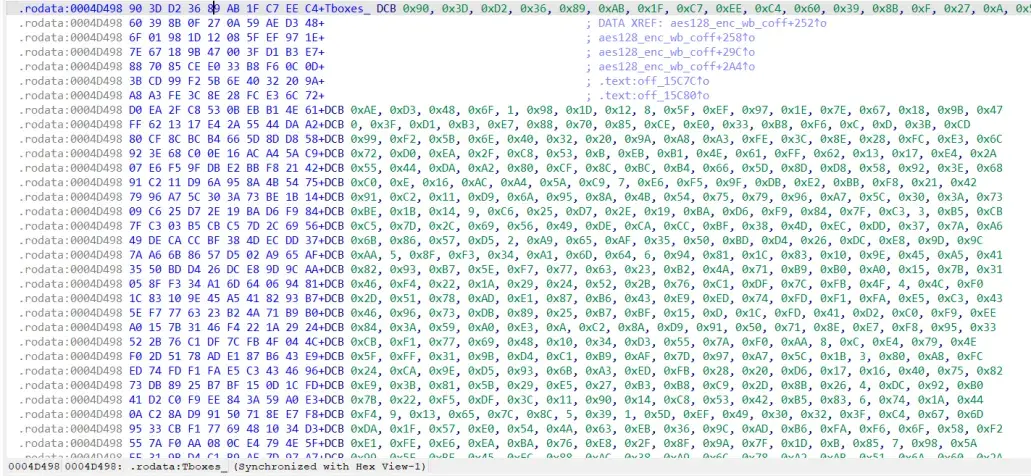 .rodata:0004D498 90 3D D2 36 89 AB 1F C7 EE C4+Tboxes_ DCB 0x90, 0x3D, 0xD2, 0x36, 0x89, 0xAB, 0x1F, 0xC7, 0xEE, 0xC4, 0x60, 0x39, 0x8B, 0xF, 0x27, 0xA, 0x5
.rodata:0004D498 60 39 8B 0F 27 0A 59 AE D3 48+ ; DATA XREF: aes128_enc_wb_coff+252↑o
.rodata:0004D498 6F 01 98 1D 12 08 5F EF 97 1E+ ; aes128_enc_wb_coff+258↑o
.rodata:0004D498 7E 67 18 9B 47 00 3F D1 B3 E7+ ; aes128_enc_wb_coff+29C↑o
.rodata:0004D498 88 70 85 CE E0 33 B8 F6 0C 0D+ ; aes128_enc_wb_coff+2A4↑o
.rodata:0004D498 3B CD 99 F2 5B 6E 40 32 20 9A+ ; .text:off_15C7C↑o
.rodata:0004D498 A8 A3 FE 3C 8E 28 FC E3 6C 72+ ; .text:off_15C80↑o
.rodata:0004D498 D0 EA 2F C8 53 0B EB B1 4E 61+DCB 0xAE, 0xD3, 0x48, 0x6F, 1, 0x98, 0x1D, 0x12, 8, 0x5F, 0xEF, 0x97, 0x1E, 0x7E, 0x67, 0x18, 0x9B, 0x47
.rodata:0004D498 FF 62 13 17 E4 2A 55 44 DA A2+DCB 0, 0x3F, 0xD1, 0xB3, 0xE7, 0x88, 0x70, 0x85, 0xCE, 0xE0, 0x33, 0xB8, 0xF6, 0xC, 0xD, 0x3B, 0xCD
.rodata:0004D498 80 CF 8C BC B4 66 5D 8D D8 58+DCB 0x99, 0xF2, 0x5B, 0x6E, 0x40, 0x32, 0x20, 0x9A, 0xA8, 0xA3, 0xFE, 0x3C, 0x8E, 0x28, 0xFC, 0xE3, 0x6C
.rodata:0004D498 92 3E 68 C0 0E 16 AC A4 5A C9+DCB 0x72, 0xD0, 0xEA, 0x2F, 0xC8, 0x53, 0xB, 0xEB, 0xB1, 0x4E, 0x61, 0xFF, 0x62, 0x13, 0x17, 0xE4, 0x2A
.rodata:0004D498 07 E6 F5 9F DB E2 BB F8 21 42+DCB 0x55, 0x44, 0xDA, 0xA2, 0x80, 0xCF, 0x8C, 0xBC, 0xB4, 0x66, 0x5D, 0x8D, 0xD8, 0x58, 0x92, 0x3E, 0x68
.rodata:0004D498 91 C2 11 D9 6A 95 8A 4B 54 75+DCB 0xC0, 0xE, 0x16, 0xAC, 0xA4, 0x5A, 0xC9, 7, 0xE6, 0xF5, 0x9F, 0xDB, 0xE2, 0xBB, 0xF8, 0x21, 0x42
.rodata:0004D498 79 96 A7 5C 30 3A 73 BE 1B 14+DCB 0x91, 0xC2, 0x11, 0xD9, 0x6A, 0x95, 0x8A, 0x4B, 0x54, 0x75, 0x79, 0x96, 0xA7, 0x5C, 0x30, 0x3A, 0x73
.rodata:0004D498 09 C6 25 D7 2E 19 BA D6 F9 84+DCB 0xBE, 0x1B, 0x14, 9, 0xC6, 0x25, 0xD7, 0x2E, 0x19, 0xBA, 0xD6, 0xF9, 0x84, 0x7F, 0xC3, 3, 0xB5, 0xCB
.rodata:0004D498 7F C3 03 B5 CB C5 7D 2C 69 56+DCB 0xC5, 0x7D, 0x2C, 0x69, 0x56, 0x49, 0xDE, 0xCA, 0xCC, 0xBF, 0x38, 0x4D, 0xEC, 0xDD, 0x37, 0x7A, 0xA6
.rodata:0004D498 49 DE CA CC BF 38 4D EC DD 37+DCB 0x6B, 0x86, 0x57, 0xD5, 2, 0xA9, 0x65, 0xAF, 0x35, 0x50, 0xBD, 0xD4, 0x26, 0xDC, 0xE8, 0x9D, 0x9C
.rodata:0004D498 7A A6 6B 86 57 D5 02 A9 65 AF+DCB 0xAA, 5, 0x8F, 0xF3, 0x34, 0xA1, 0x6D, 0x64, 6, 0x94, 0x81, 0x1C, 0x83, 0x10, 0x9E, 0x45, 0xA5, 0x41
.rodata:0004D498 35 50 BD D4 26 DC E8 9D 9C AA+DCB 0x82, 0x93, 0xB7, 0x5E, 0xF7, 0x77, 0x63, 0x23, 0xB2, 0x4A, 0x71, 0xB9, 0xB0, 0xA0, 0x15, 0x7B, 0x31
.rodata:0004D498 05 8F F3 34 A1 6D 64 06 94 81+DCB 0x46, 0xF4, 0x22, 0x1A, 0x29, 0x24, 0x52, 0x2B, 0x76, 0xC1, 0xDF, 0x7C, 0xFB, 0x4F, 4, 0x4C, 0xF0
.rodata:0004D498 1C 83 10 9E 45 A5 41 82 93 B7+DCB 0x2D, 0x51, 0x78, 0xAD, 0xE1, 0x87, 0xB6, 0x43, 0xE9, 0xED, 0x74, 0xFD, 0xF1, 0xFA, 0xE5, 0xC3, 0x43
.rodata:0004D498 5E F7 77 63 23 B2 4A 71 B9 B0+DCB 0x46, 0x96, 0x73, 0xDB, 0x89, 0x25, 0xB7, 0xBF, 0x15, 0xD, 0x1C, 0xFD, 0x41, 0xD2, 0xC0, 0xF9, 0xEE
.rodata:0004D498 A0 15 7B 31 46 F4 22 1A 29 24+DCB 0x84, 0x3A, 0x59, 0xA0, 0xE3, 0xA, 0xC2, 0x8A, 0xD9, 0x91, 0x50, 0x71, 0x8E, 0xE7, 0xF8, 0x95, 0x33
.rodata:0004D498 52 2B 76 C1 DF 7C FB 4F 04 4C+DCB 0xCB, 0xF1, 0x77, 0x69, 0x48, 0x10, 0x34, 0xD3, 0x55, 0x7A, 0xF0, 0xAA, 8, 0xC, 0xE4, 0x79, 0x4E
.rodata:0004D498 F0 2D 51 78 AD E1 87 B6 43 E9+DCB 0x5F, 0xFF, 0x31, 0x9B, 0xD4, 0xC1, 0xB9, 0xAF, 0x7D, 0x97, 0xA7, 0x5C, 0x1B, 3, 0x80, 0xA8, 0xFC
.rodata:0004D498 ED 74 FD F1 FA E5 C3 43 46 96+DCB 0x24, 0xCA, 0x9E, 0xD5, 0x93, 0x6B, 0xA3, 0xED, 0xFB, 0x28, 0x20, 0xD6, 0x17, 0x16, 0x40, 0x75, 0x82
.rodata:0004D498 73 DB 89 25 B7 BF 15 0D 1C FD+DCB 0xE9, 0x3B, 0x81, 0x5B, 0x29, 0xE5, 0x27, 0xB3, 0xB8, 0xC9, 0x2D, 0x8B, 0x26, 4, 0xDC, 0x92, 0xB0
.rodata:0004D498 41 D2 C0 F9 EE 84 3A 59 A0 E3+DCB 0x7B, 0x22, 0xF5, 0xDF, 0x3C, 0x11, 0x90, 0x14, 0xC8, 0x53, 0x42, 0xB5, 0x83, 6, 0x74, 0x1A, 0x44
.rodata:0004D498 0A C2 8A D9 91 50 71 8E E7 F8+DCB 0xF4, 9, 0x13, 0x65, 0x7C, 0x8C, 5, 0x39, 1, 0x5D, 0xEF, 0x49, 0x30, 0x32, 0x3F, 0xC4, 0x67, 0x6D
.rodata:0004D498 95 33 CB F1 77 69 48 10 34 D3+DCB 0xDA, 0x1F, 0x57, 0xE0, 0x54, 0x4A, 0x63, 0xEB, 0x36, 0x9C, 0xAD, 0xB6, 0xFA, 0xF6, 0x6F, 0x58, 0xF2
.rodata:0004D498 55 7A F0 AA 08 0C E4 79 4E 5F+DCB 0xE1, 0xFE, 0xE6, 0xEA, 0xBA, 0x76, 0xE8, 0x2F, 0x8F, 0x9A, 0x7F, 0x1D, 0xB, 0x85, 7, 0x98, 0x5A
0004D498 0004D498: .rodata:Tboxes_ (Synchronized with Hex View-1)